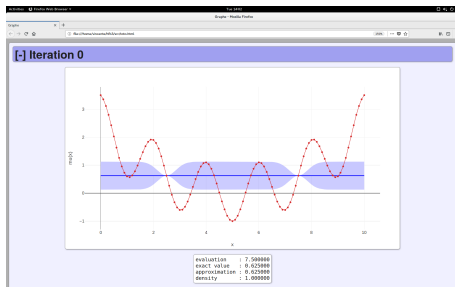 Activities Firefox Web Browser
Graphs - Mozilla Firefox
Graphs
[-] Iteration 0
3
2
1
0
-1
0
2
4
6
8
10
x
evaluation : 7.500000
exact value : 0.625000
approximation : 0.625000
density : 1.000000